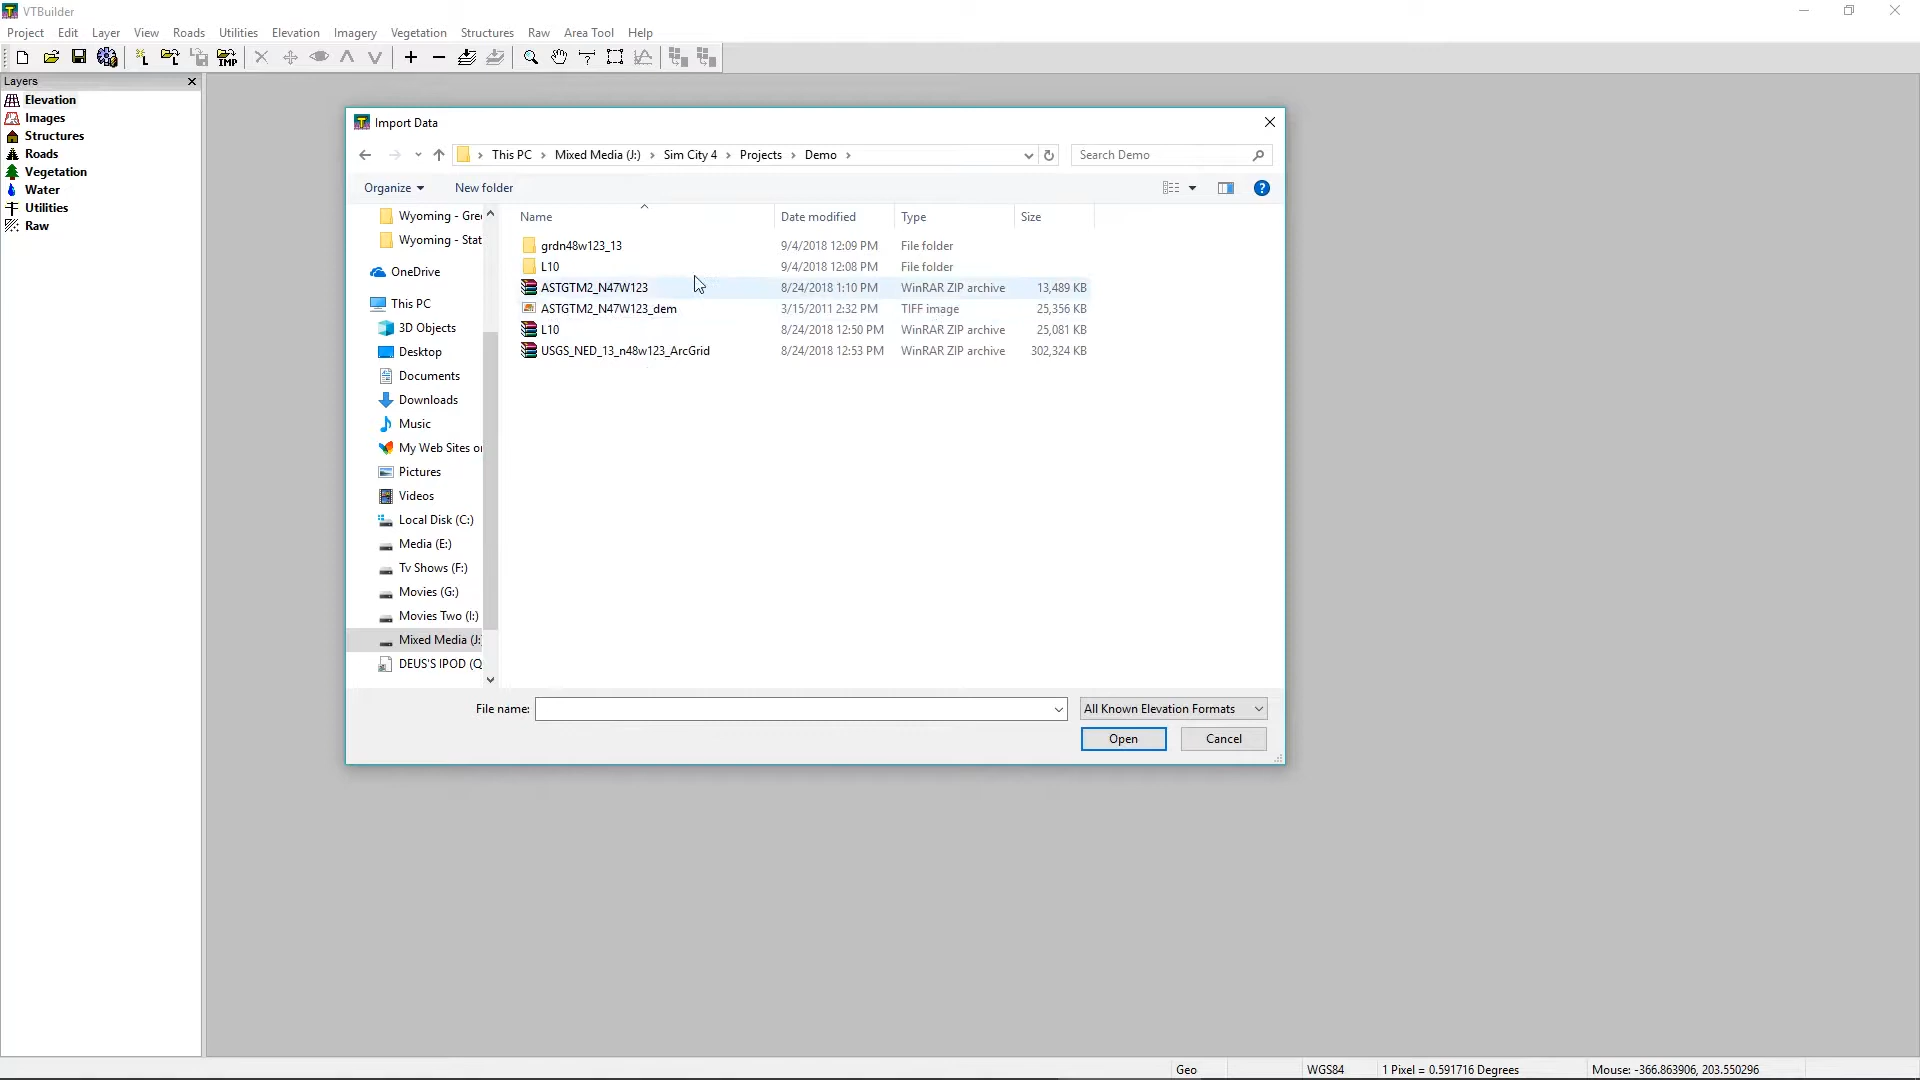 VTBuilder
Project Edit Layer View Roads Utilities Elevation Imagery Vegetation Structures Raw Area Tool Help
IMP
Layers
Elevation
Images
Structures
Roads
Vegetation
Water
Utilities
Raw
Import Data
This PC Mixed Media (J:) Sim City 4 Projects Demo
Search Demo
Organize New folder
Wyoming - Gre
Wyoming - Stat
OneDrive
This PC
3D Objects
Desktop
Documents
Downloads
Music
My Web Sites o
Pictures
Videos
Local Disk (C:)
Media (E:)
Tv Shows (F:)
Movies (G:)
Movies Two (I:)
Mixed Media (J:
DEUS'S IPOD (Q
Name Date modified Type Size
grdn48w123_13 9/4/2018 12:09 PM File folder
L10 9/4/2018 12:08 PM File folder
ASTGTM2_N47W123 8/24/2018 1:10 PM WinRAR ZIP archive 13,489 KB
ASTGTM2_N47W123_dem 3/15/2011 2:32 PM TIFF image 25,356 KB
L10 8/24/2018 12:50 PM WinRAR ZIP archive 25,081 KB
USGS_NED_13_n48w123_ArcGrid 8/24/2018 12:53 PM WinRAR ZIP archive 302,324 KB
File name: All Known Elevation Formats
Open Cancel
Geo WGS84 1 Pixel = 0.591716 Degrees Mouse: -366.863906, 203.550296